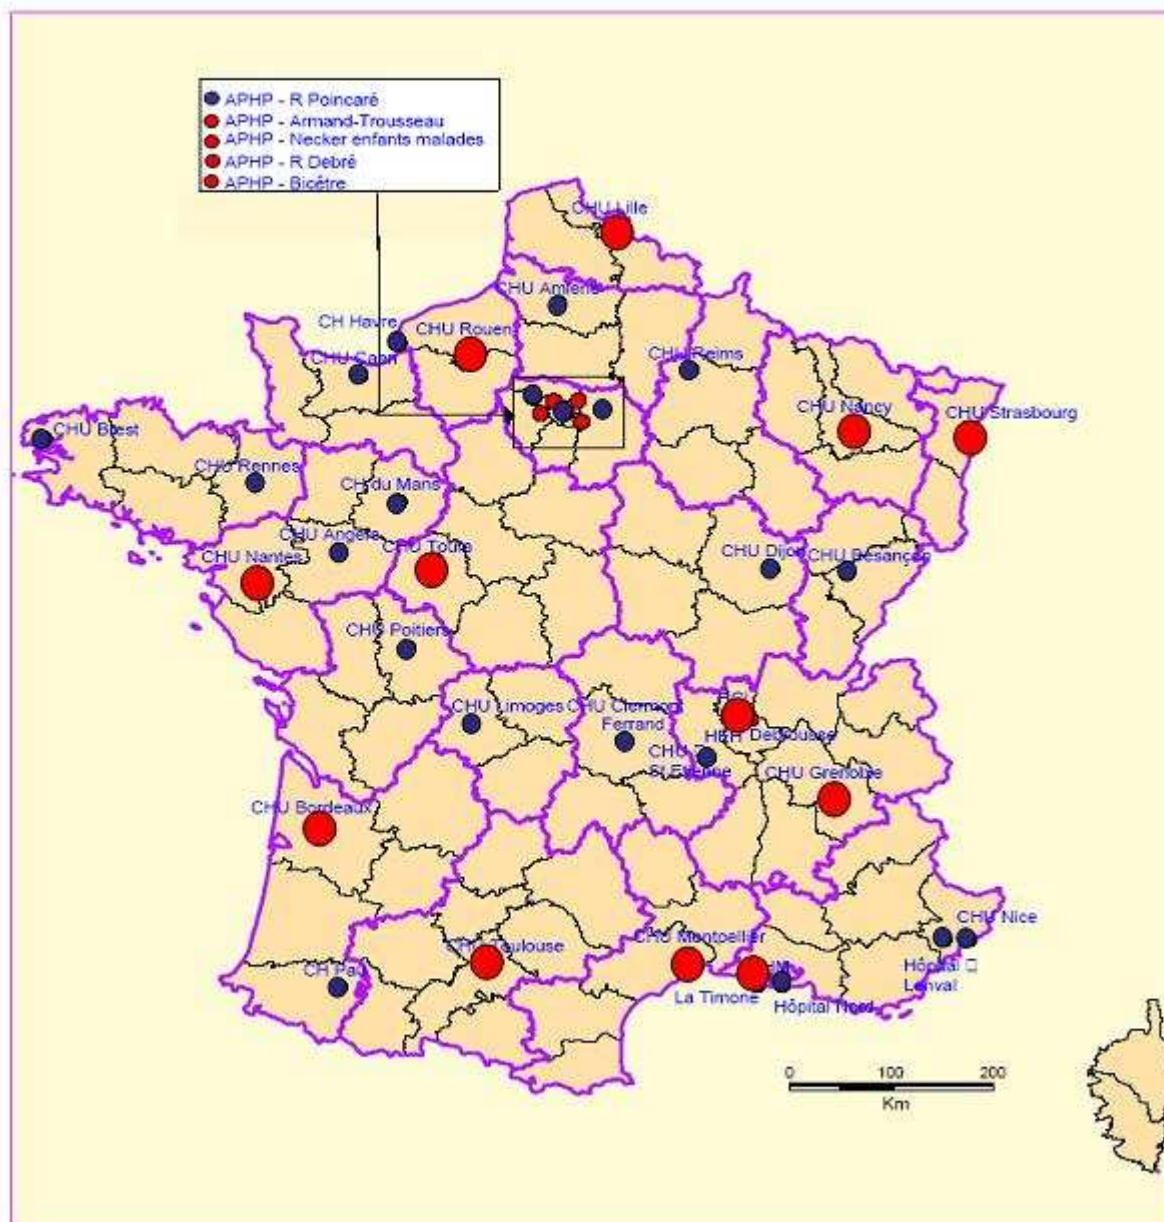 APHP - R Poincaré
APHP - Armand-Trousseau
APHP - Necker enfants malades
APHP - R Debré
APHP - Bicêtre
CHU Lille
CHU Amiens
CH Havre
CHU Rouen
CHU Caen
CHU Reims
CHU Nancy
CHU Strasbourg
CHU Brest
CHU Rennes
CH du Mans
CHU Angers
CHU Nantes
CHU Tours
CHU Dijon
CHU Besançon
CHU Poitiers
CHU Limoges
CHU Clermont
Ferrand
HEH
Debrousse
CHU
St Etienne
CHU Grenoble
CHU Bordeaux
CHU Toulouse
CHU Montpellier
CHU Nice
CH Pau
Hôpital
Lenval
La Timone
Hôpital Nord
0 100 200
Km